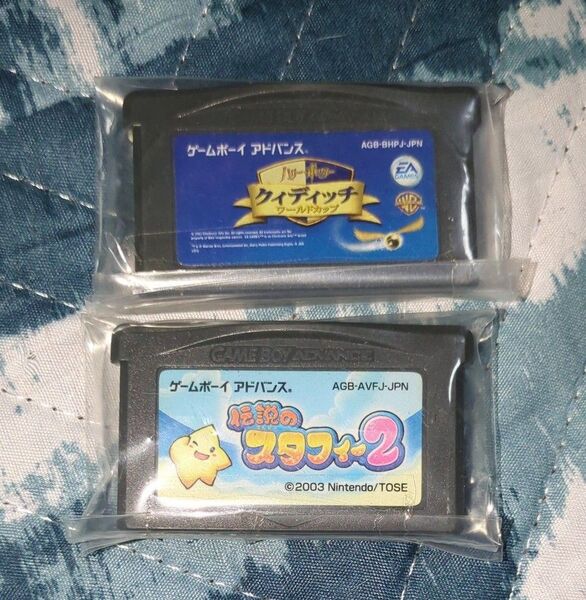 ゲームボーイ アドバンス®
AGB-BHPJ-JPN
ハリー・ポッター
クィディッチ
ワールドカップ
EA
GAMES
WB
GAME BOY ADVANCE
ゲームボーイ アドバンス®
AGB-AVFJ-JPN
伝説の
スタフィー2
©2003 Nintendo/TOSE